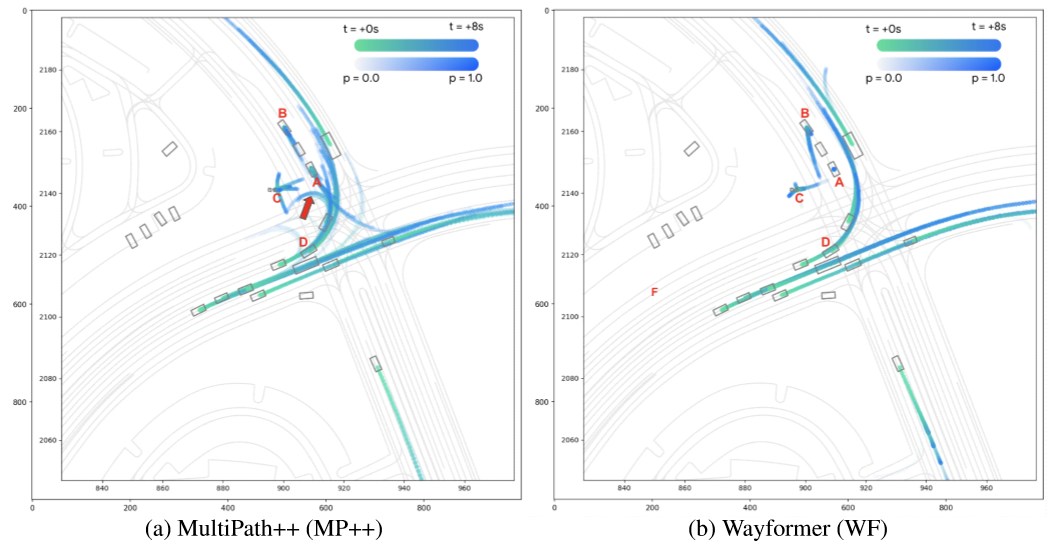 0
t = +0s t = +8s
p = 0.0 p = 1.0
2180
200
2160
2140
400
2120
600
2100
2080
800
2060
840 860 880 900 920 940 960
0 200 400 600 800
B
A
C
D
(a) MultiPath++ (MP++)
0
t = +0s t = +8s
p = 0.0 p = 1.0
2180
200
2160
2140
400
2120
600
2100
2080
800
2060
840 860 880 900 920 940 960
0 200 400 600 800
B
A
C
D
F
(b) Wayformer (WF)